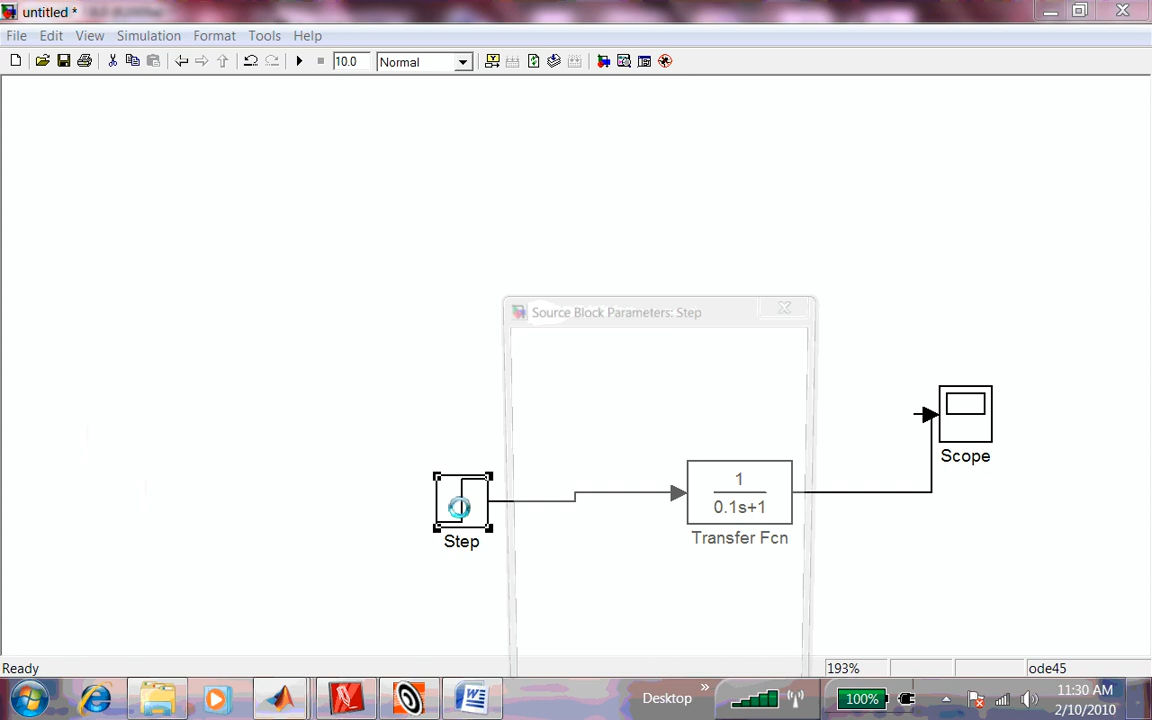 untitled *
File Edit View Simulation Format Tools Help
10.0 Normal
Source Block Parameters: Step
1
0.1s+1
Transfer Fcn
Scope
Step
Ready 193% ode45
Desktop » 100% 11:30 AM
2/10/2010